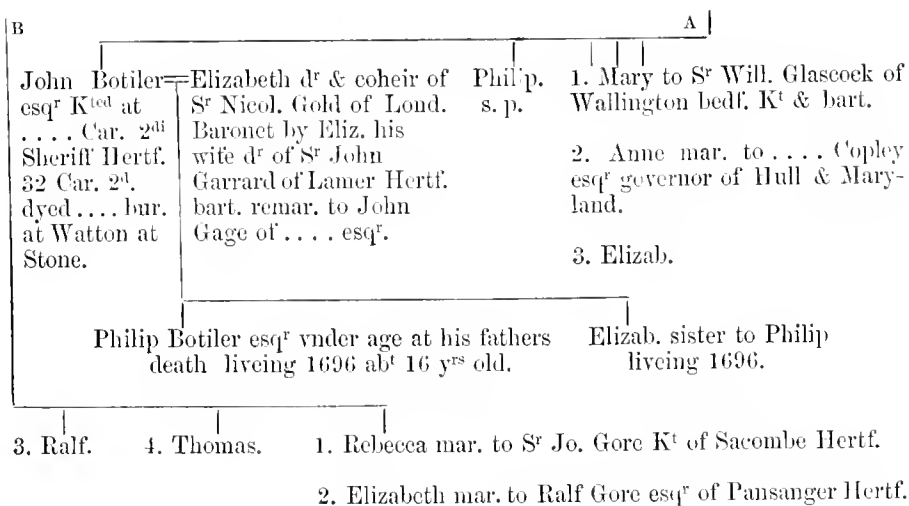 B
A
John Botiler=Elizabeth dʳ & coheir of
esqʳ Kᵗᵉᵈ at
. . . . Car. 2ᵈⁱ
Sheriff Hertf.
32 Car. 2ᵈ.
dyed . . . . bur.
at Watton at
Stone.
Sʳ Nicol. Gold of Lond.
Baronet by Eliz. his
wife dʳ of Sʳ John
Garrard of Lamer Hertf.
bart. remar. to John
Gage of . . . . esqʳ.
Philip.
s. p.
1. Mary to Sʳ Will. Glascock of
Wallington bedf. Kᵗ & bart.
2. Anne mar. to . . . . Copley
esqʳ governor of Hull & Mary-
land.
3. Elizab.
Philip Botiler esqʳ vnder age at his fathers
death liveing 1696 abᵗ 16 yʳˢ old.
Elizab. sister to Philip
liveing 1696.
3. Ralf.
4. Thomas.
1. Rebecca mar. to Sʳ Jo. Gore Kᵗ of Sacombe Hertf.
2. Elizabeth mar. to Ralf Gore esqʳ of Pansanger Hertf.